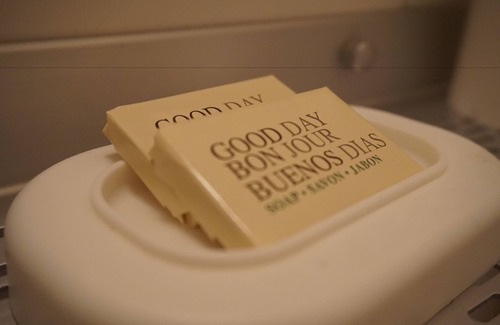 GOOD DAY
GOOD DAY
BON JOUR
BUENOS DIAS
SOAP • SAVON • JABON